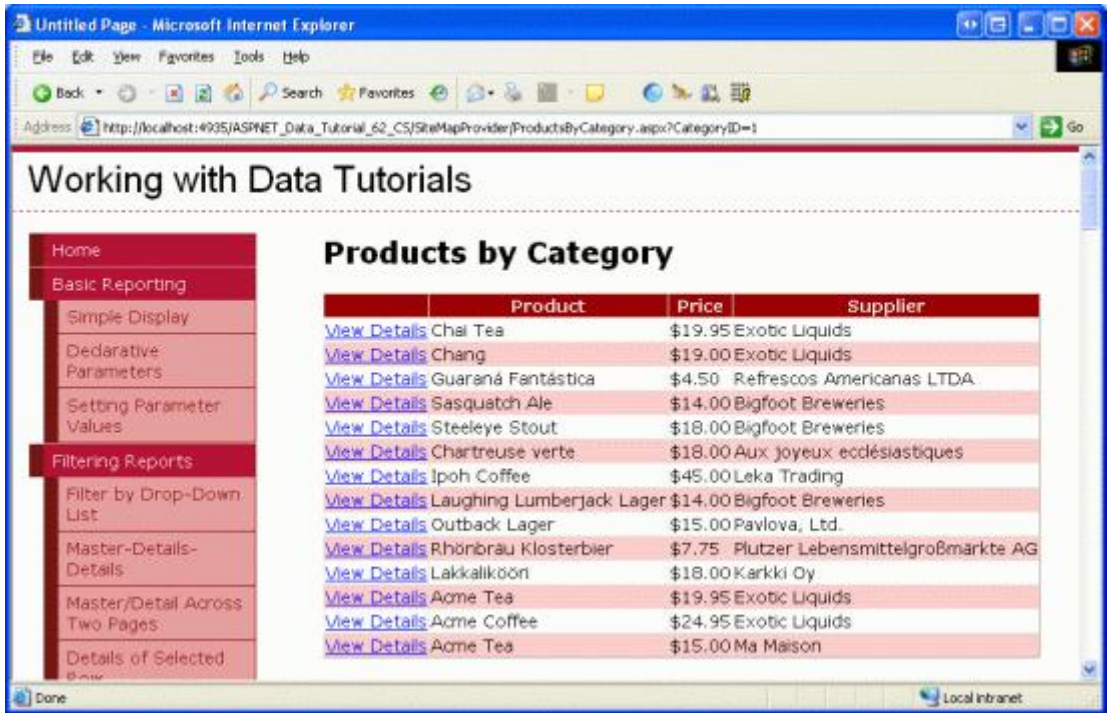 Untitled Page - Microsoft Internet Explorer
File Edit View Favorites Tools Help
Back Search Favorites
Address http://localhost:4935/ASPNET_Data_Tutorial_62_CS/SiteMapProvider/ProductsByCategory.aspx?CategoryID=1 Go
Working with Data Tutorials
Home
Basic Reporting
Simple Display
Declarative
Parameters
Setting Parameter
Values
Filtering Reports
Filter by Drop-Down
List
Master-Details-
Details
Master/Detail Across
Two Pages
Details of Selected
Row
Products by Category
Product Price Supplier
View Details Chai Tea $19.95 Exotic Liquids
View Details Chang $19.00 Exotic Liquids
View Details Guaraná Fantástica $4.50 Refrescos Americanas LTDA
View Details Sasquatch Ale $14.00 Bigfoot Breweries
View Details Steeleye Stout $18.00 Bigfoot Breweries
View Details Chartreuse verte $18.00 Aux joyeux ecclésiastiques
View Details Ipoh Coffee $45.00 Leka Trading
View Details Laughing Lumberjack Lager $14.00 Bigfoot Breweries
View Details Outback Lager $15.00 Pavlova, Ltd.
View Details Rhönbräu Klosterbier $7.75 Plutzer Lebensmittelgroßmärkte AG
View Details Lakkalikööri $18.00 Karkki Oy
View Details Acme Tea $19.95 Exotic Liquids
View Details Acme Coffee $24.95 Exotic Liquids
View Details Acme Tea $15.00 Ma Maison
Done Local intranet